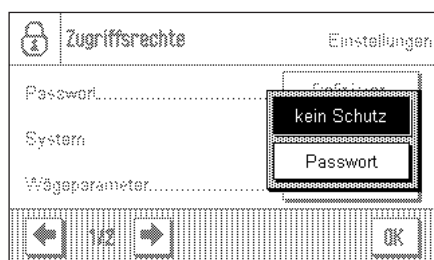 Zugriffsrechte Einstellungen
Passwort
kein Schutz
System
Passwort
Wägeparameter
1/2 OK